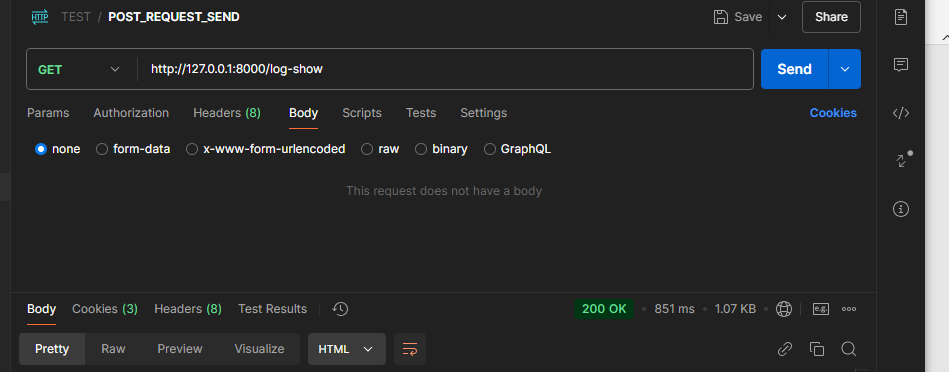 HTTP TEST / POST_REQUEST_SEND Save Share
GET http://127.0.0.1:8000/log-show Send
Params Authorization Headers (8) Body Scripts Tests Settings Cookies
none form-data x-www-form-urlencoded raw binary GraphQL
This request does not have a body
Body Cookies (3) Headers (8) Test Results 200 OK 851 ms 1.07 KB e.g.
Pretty Raw Preview Visualize HTML